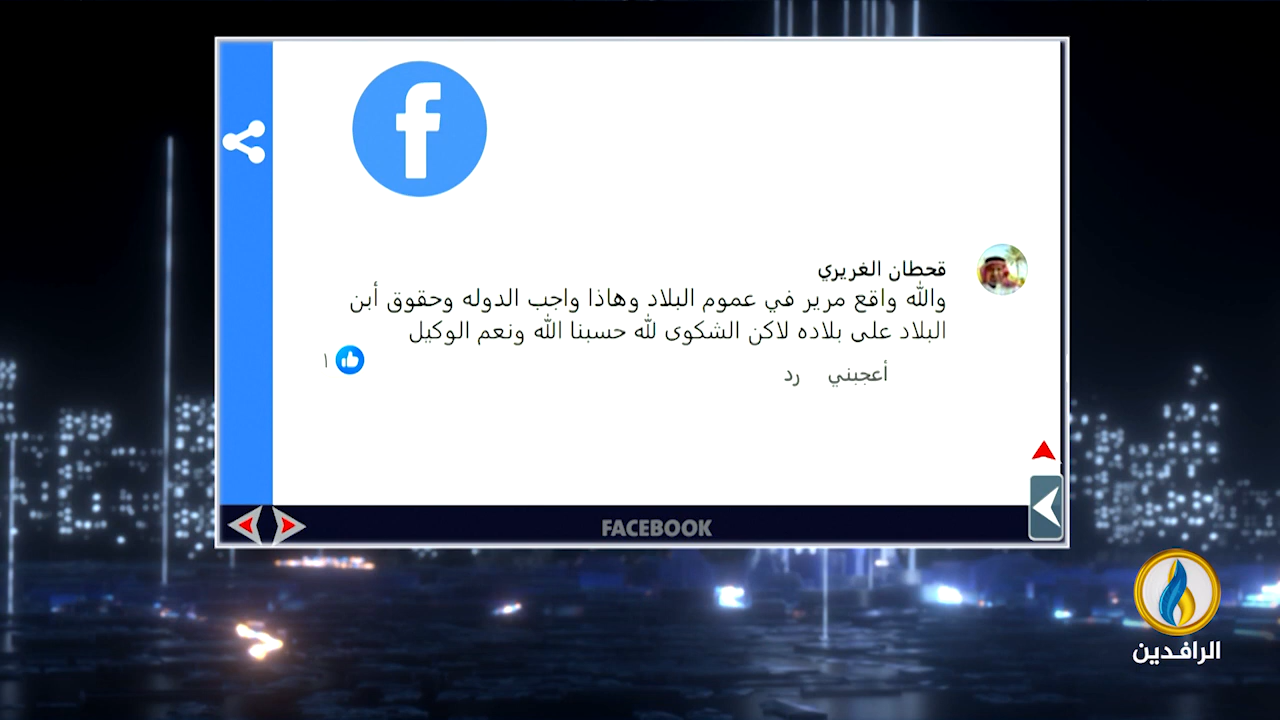 f
قحطان الغريري
والله واقع مرير في عموم البلاد وهاذا واجب الدوله وحقوق أبن
البلاد على بلاده لاكن الشكوى لله حسبنا الله ونعم الوكيل
١
أعجبني رد
FACEBOOK
الرافدين